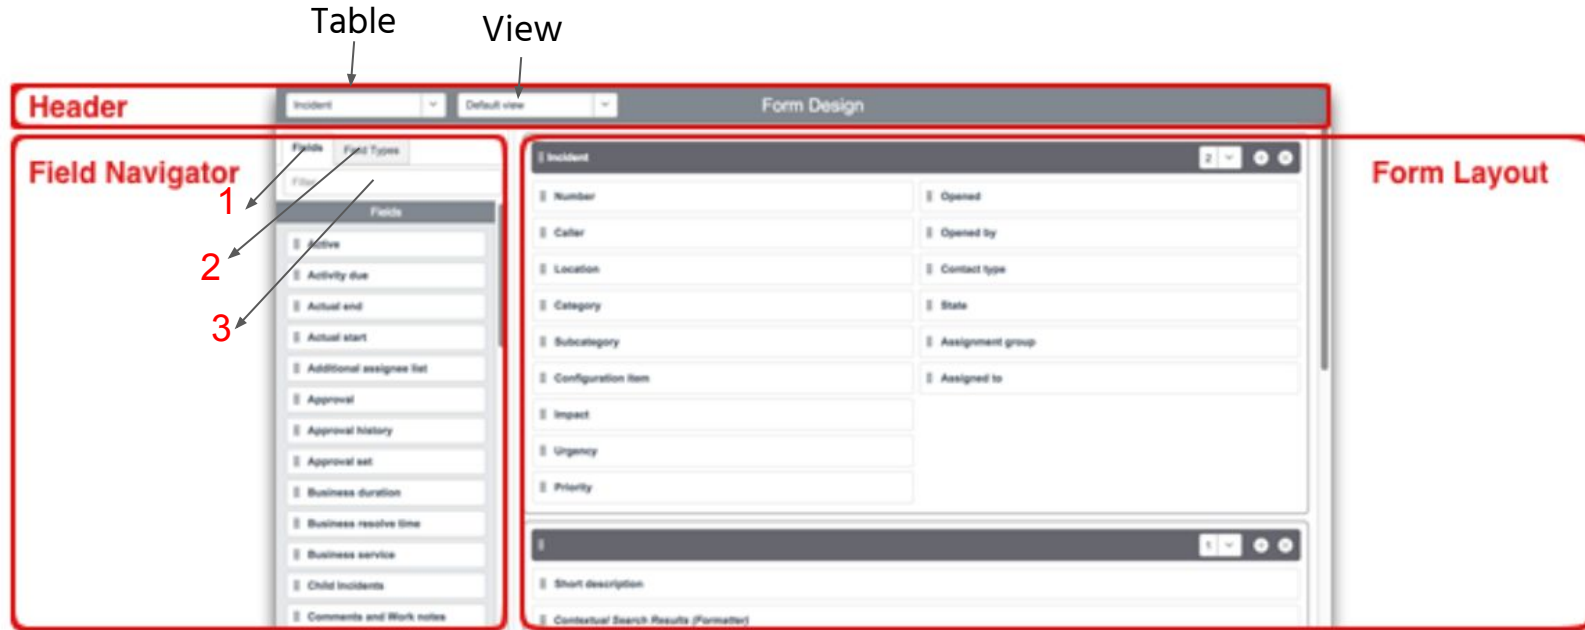 Table
View
Header
Incident
Default view
Form Design
Field Navigator
Fields
Field Types
Filter
1
2
3
Fields
Active
Activity due
Actual end
Actual start
Additional assignee list
Approval
Approval history
Approval set
Business duration
Business resolve time
Business service
Child Incidents
Comments and Work notes
Form Layout
Incident
2
Number
Opened
Caller
Opened by
Location
Contact type
Category
State
Subcategory
Assignment group
Configuration item
Assigned to
Impact
Urgency
Priority
1
Short description
Contextual Search Results (Formatter)